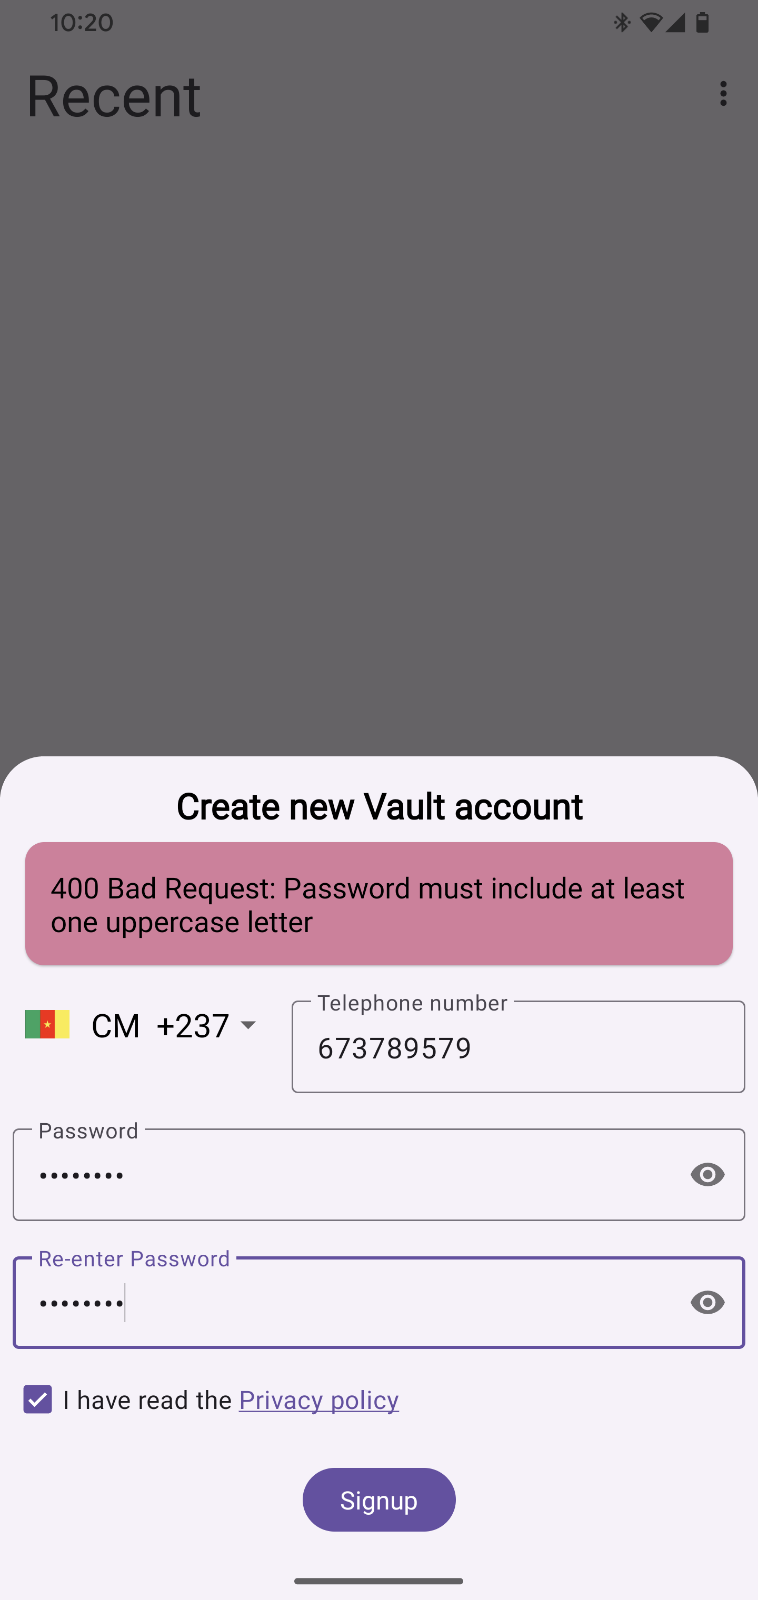 10:20
Recent
Create new Vault account
400 Bad Request: Password must include at least
one uppercase letter
CM +237
Telephone number
673789579
Password
••••••••
Re-enter Password
••••••••
I have read the Privacy policy
Signup